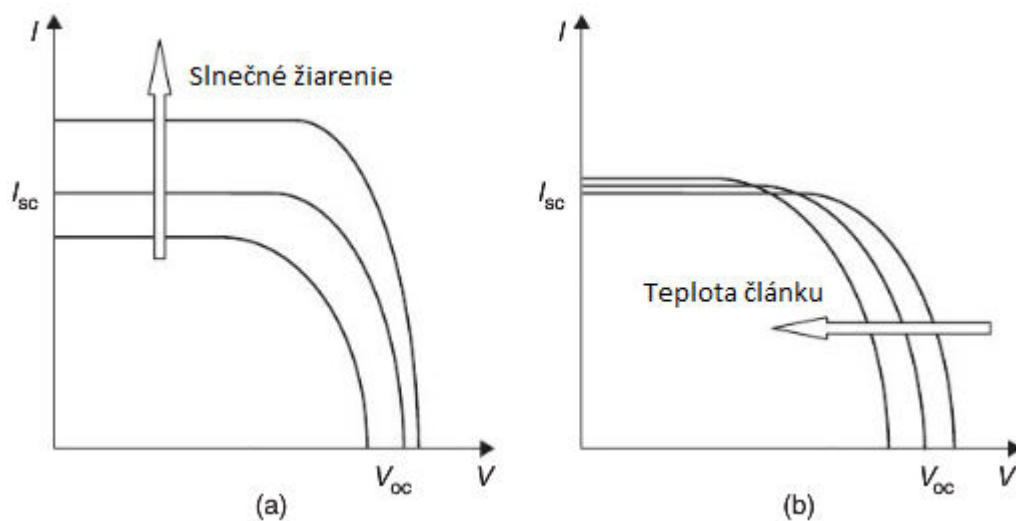 I
Slnečné žiarenie
Isc
Voc
V
(a)
I
Isc
Teplota článku
Voc
V
(b)